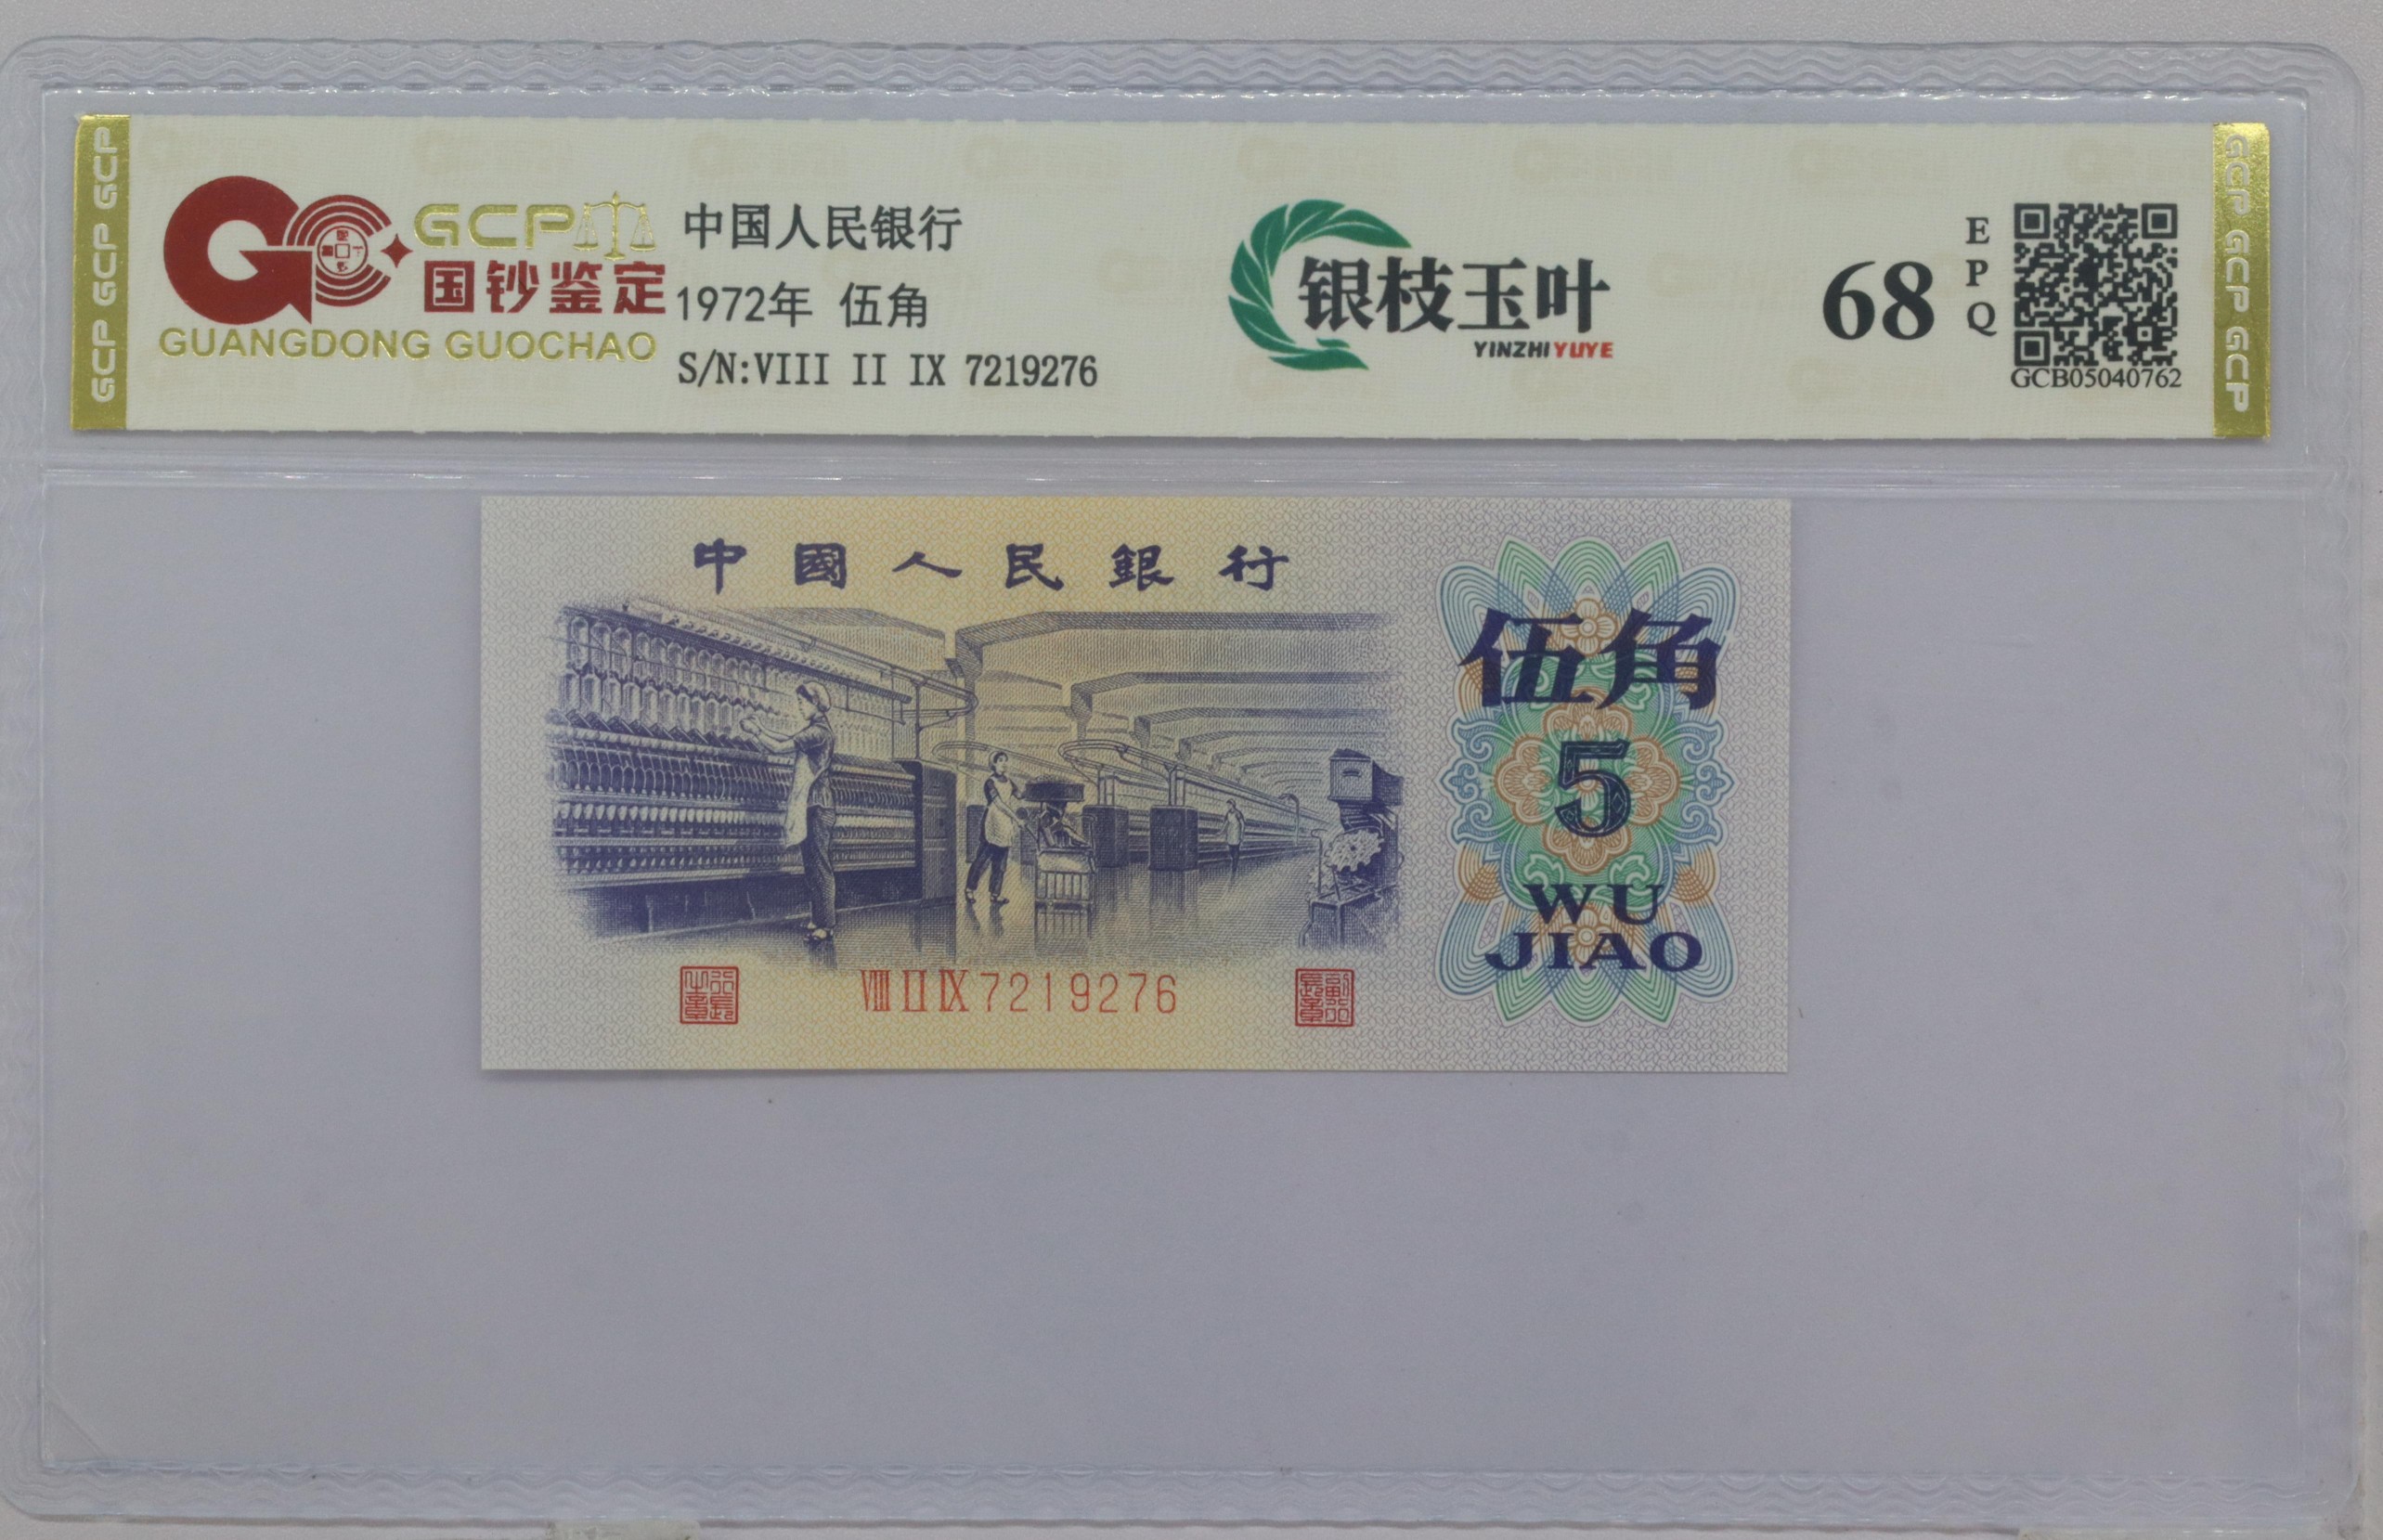 GCP GCP GCP
GCP
国钞鉴定
GUANGDONG GUOCHAO
中国人民银行
1972年 伍角
S/N:VIII II IX 7219276
银枝玉叶
YINZHIYUYE
68
EPQ
GCB05040762
GCP GCP GCP
中國人民銀行
伍角
5
WU
JIAO
VIII II IX 7219276